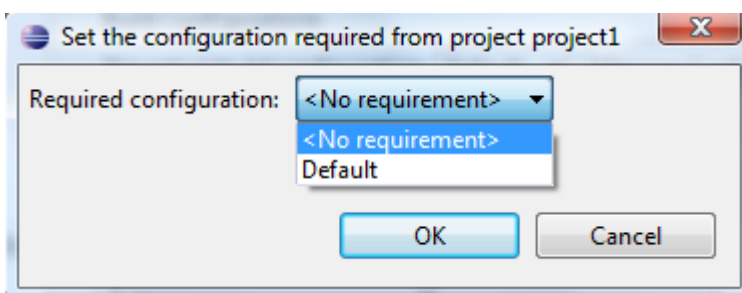 Set the configuration required from project project1
Required configuration: <No requirement>
<No requirement>
Default
OK Cancel